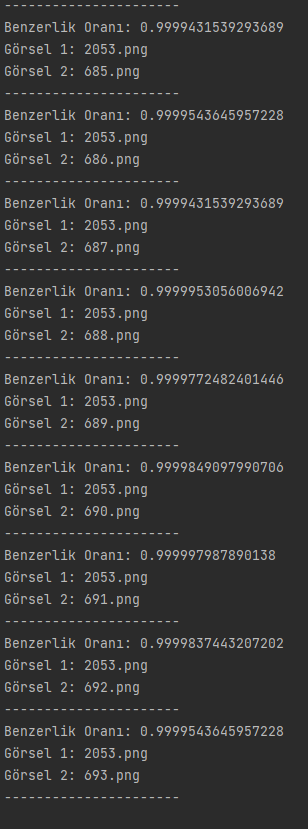 ----------------------
Benzerlik Oranı: 0.9999431539293689
Görsel 1: 2053.png
Görsel 2: 685.png
----------------------
Benzerlik Oranı: 0.9999543645957228
Görsel 1: 2053.png
Görsel 2: 686.png
----------------------
Benzerlik Oranı: 0.9999431539293689
Görsel 1: 2053.png
Görsel 2: 687.png
----------------------
Benzerlik Oranı: 0.9999953056006942
Görsel 1: 2053.png
Görsel 2: 688.png
----------------------
Benzerlik Oranı: 0.9999772482401446
Görsel 1: 2053.png
Görsel 2: 689.png
----------------------
Benzerlik Oranı: 0.9999849097990706
Görsel 1: 2053.png
Görsel 2: 690.png
----------------------
Benzerlik Oranı: 0.999997987890138
Görsel 1: 2053.png
Görsel 2: 691.png
----------------------
Benzerlik Oranı: 0.9999837443207202
Görsel 1: 2053.png
Görsel 2: 692.png
----------------------
Benzerlik Oranı: 0.9999543645957228
Görsel 1: 2053.png
Görsel 2: 693.png
----------------------